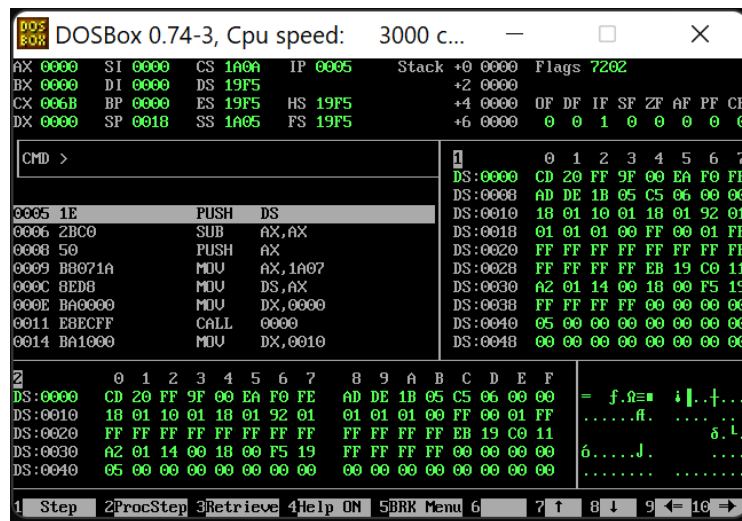 DOSBox 0.74-3, Cpu speed: 3000 c...
AX 0000 SI 0000 CS 1A0A IP 0005 Stack +0 0000 Flags 7202
BX 0000 DI 0000 DS 19F5 +2 0000
CX 006B BP 0000 ES 19F5 HS 19F5 +4 0000 OF DF IF SF ZF AF PF CF
DX 0000 SP 0018 SS 1A05 FS 19F5 +6 0000 0 0 1 0 0 0 0 0
CMD >
1 0 1 2 3 4 5 6 7
DS:0000 CD 20 FF 9F 00 EA F0 FE
DS:0008 AD DE 1B 05 C5 06 00 00
DS:0010 18 01 10 01 18 01 92 01
DS:0018 01 01 01 00 FF 00 01 FF
DS:0020 FF FF FF FF FF FF FF FF
DS:0028 FF FF FF FF EB 19 C0 11
DS:0030 A2 01 14 00 18 00 F5 19
DS:0038 FF FF FF FF 00 00 00 00
DS:0040 05 00 00 00 00 00 00 00
DS:0048 00 00 00 00 00 00 00 00
0005 1E PUSH DS
0006 2BC0 SUB AX,AX
0008 50 PUSH AX
0009 B8071A MOV AX,1A07
000C 8ED8 MOV DS,AX
000E BA0000 MOV DX,0000
0011 E8ECFF CALL 0000
0014 BA1000 MOV DX,0010
2 0 1 2 3 4 5 6 7 8 9 A B C D E F
DS:0000 CD 20 FF 9F 00 EA F0 FE AD DE 1B 05 C5 06 00 00 = ƒ.Ω≡■ ¡▐..┼...
DS:0010 18 01 10 01 18 01 92 01 01 01 01 00 FF 00 01 FF ......Æ. .... ..
DS:0020 FF FF FF FF FF FF FF FF FF FF FF FF EB 19 C0 11 δ.└.
DS:0030 A2 01 14 00 18 00 F5 19 FF FF FF FF 00 00 00 00 ó.....⌡. ....
DS:0040 05 00 00 00 00 00 00 00 00 00 00 00 00 00 00 00 ........ ........
1 Step 2ProcStep 3Retrieve 4Help ON 5BRK Menu 6 7 ↑ 8 ↓ 9 ⇐ 10 ⇒